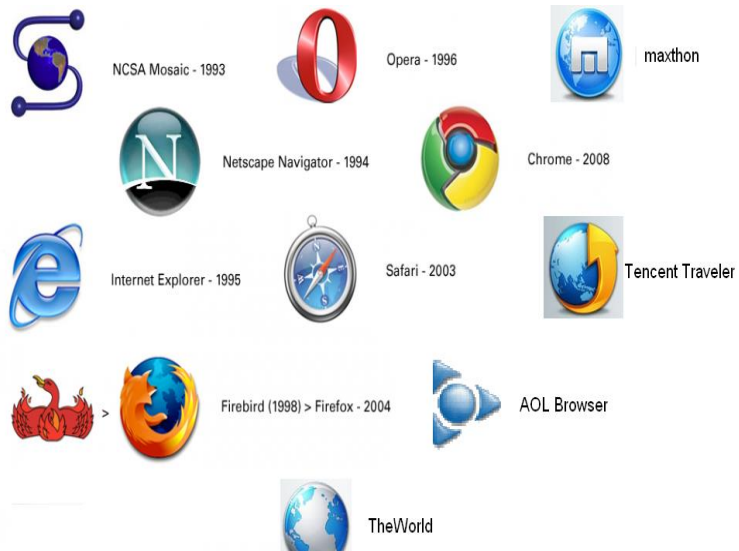 NCSA Mosaic - 1993
Opera - 1996
maxthon
N
Netscape Navigator - 1994
Chrome - 2008
Internet Explorer - 1995
Safari - 2003
Tencent Traveler
>
Firebird (1998) > Firefox - 2004
AOL Browser
TheWorld